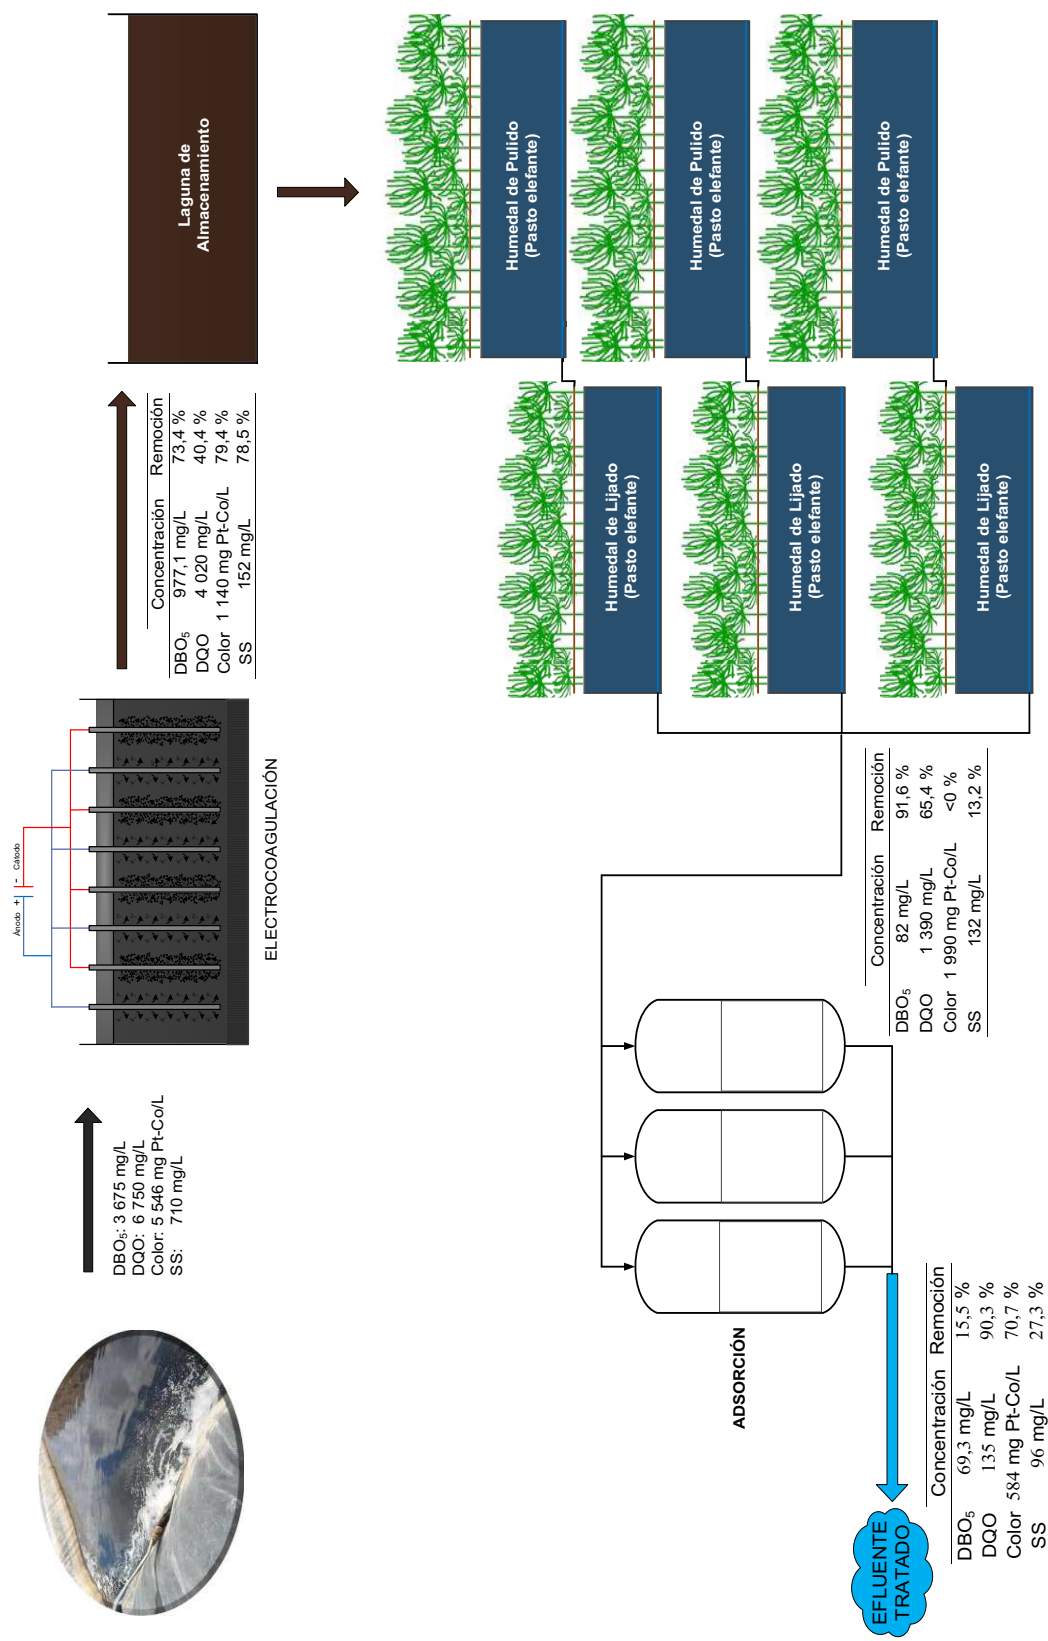 DBO5: 3 675 mg/L
DQO: 6 750 mg/L
Color: 5 546 mg Pt-Co/L
SS: 710 mg/L
Ánodo + - Cátodo
ELECTROCOAGULACIÓN
Concentración Remoción
DBO5 977,1 mg/L 73,4 %
DQO 4 020 mg/L 40,4 %
Color 1 140 mg Pt-Co/L 79,4 %
SS 152 mg/L 78,5 %
Laguna de
Almacenamiento
Humedal de Pulido
(Pasto elefante)
Humedal de Pulido
(Pasto elefante)
Humedal de Pulido
(Pasto elefante)
Humedal de Lijado
(Pasto elefante)
Humedal de Lijado
(Pasto elefante)
Humedal de Lijado
(Pasto elefante)
Concentración Remoción
DBO5 82 mg/L 91,6 %
DQO 1 390 mg/L 65,4 %
Color 1 990 mg Pt-Co/L <0 %
SS 132 mg/L 13,2 %
ADSORCIÓN
EFLUENTE
TRATADO
Concentración Remoción
DBO5 69,3 mg/L 15,5 %
DQO 135 mg/L 90,3 %
Color 584 mg Pt-Co/L 70,7 %
SS 96 mg/L 27,3 %